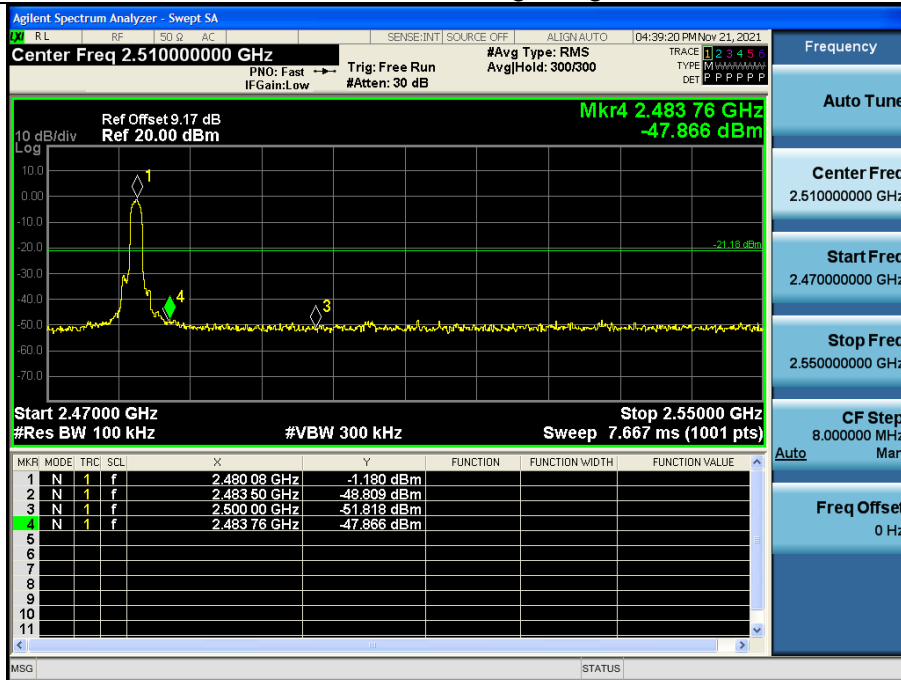 Agilent Spectrum Analyzer - Swept SA
LXI RL RF 50 Ω AC SENSE:INT SOURCE OFF ALIGN AUTO 04:39:20 PM Nov 21, 2021
Center Freq 2.510000000 GHz
PNO: Fast
IFGain:Low
Trig: Free Run
#Atten: 30 dB
#Avg Type: RMS
Avg|Hold: 300/300
TRACE 1 2 3 4 5 6
TYPE M WWWWW
DET P P P P P P
Ref Offset 9.17 dB
10 dB/div Ref 20.00 dBm
Log
Mkr4 2.483 76 GHz
-47.866 dBm
10.0
0.00
-10.0
-20.0
-30.0
-40.0
-50.0
-60.0
-70.0
1
4
3
-21.18 dBm
Start 2.47000 GHz Stop 2.55000 GHz
#Res BW 100 kHz #VBW 300 kHz Sweep 7.667 ms (1001 pts)
MKR MODE TRC SCL X Y FUNCTION FUNCTION WIDTH FUNCTION VALUE
1 N 1 f 2.480 08 GHz -1.180 dBm
2 N 1 f 2.483 50 GHz -48.809 dBm
3 N 1 f 2.500 00 GHz -51.818 dBm
4 N 1 f 2.483 76 GHz -47.866 dBm
5
6
7
8
9
10
11
MSG STATUS
Frequency
Auto Tune
Center Freq
2.510000000 GHz
Start Freq
2.470000000 GHz
Stop Freq
2.550000000 GHz
CF Step
8.000000 MHz
Auto Man
Freq Offset
0 Hz